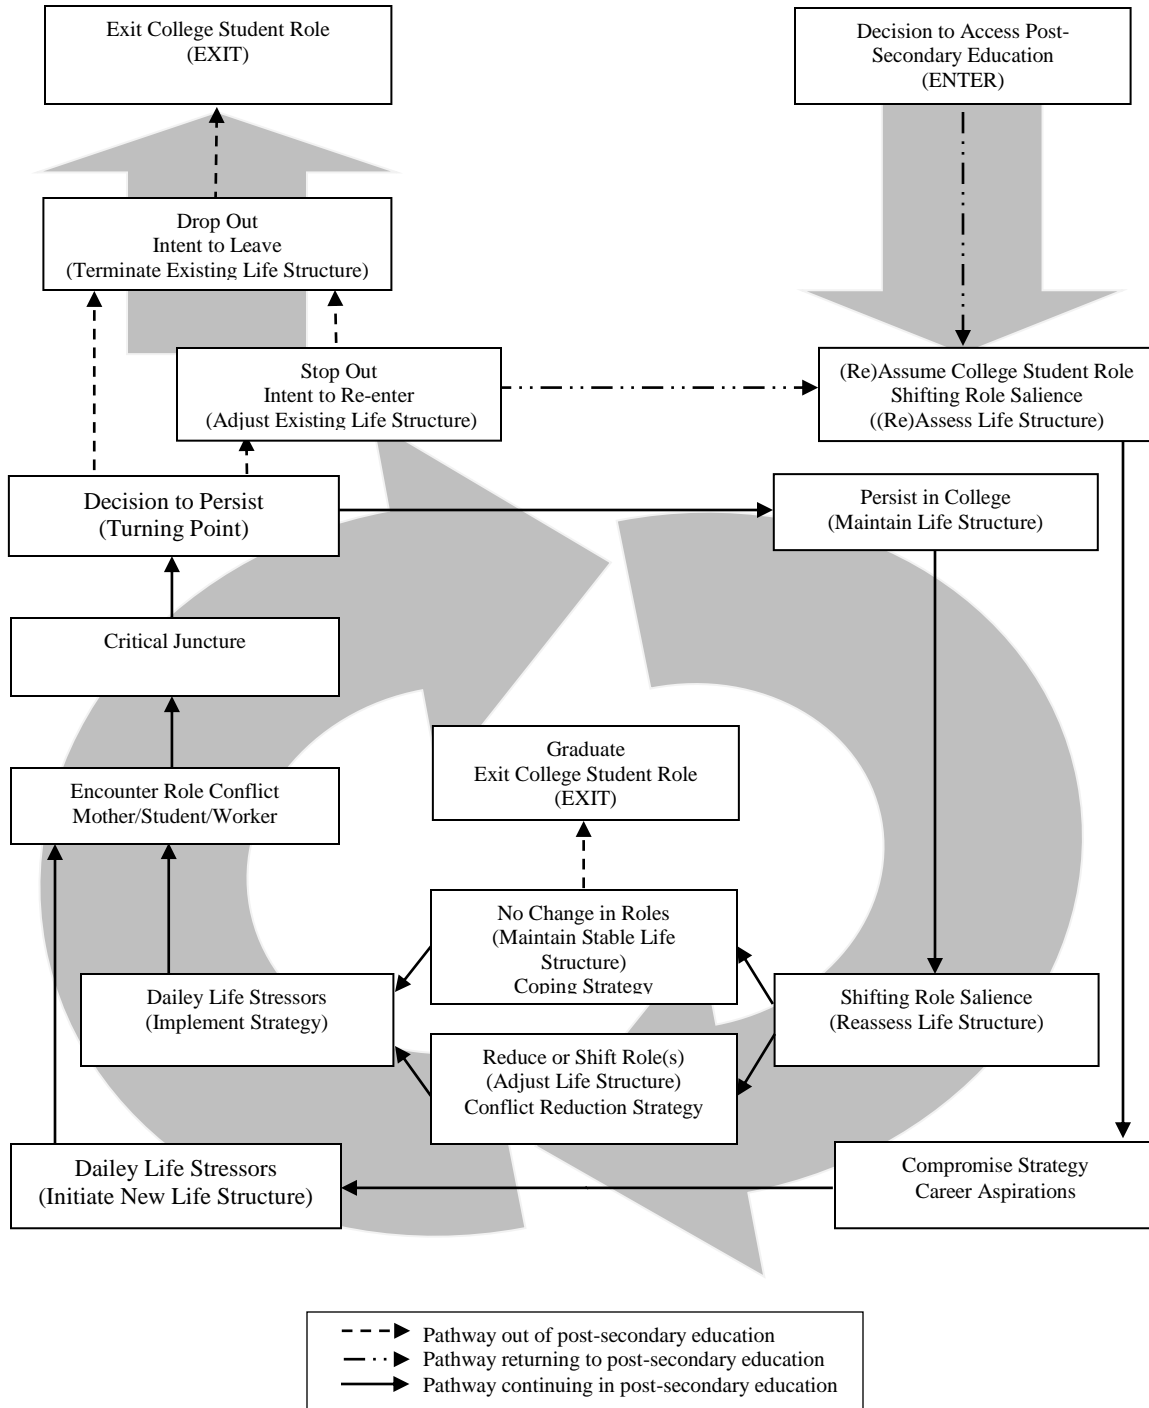 Exit College Student Role
(EXIT)
Decision to Access Post-
Secondary Education
(ENTER)
Drop Out
Intent to Leave
(Terminate Existing Life Structure)
Stop Out
Intent to Re-enter
(Adjust Existing Life Structure)
(Re)Assume College Student Role
Shifting Role Salience
((Re)Assess Life Structure)
Decision to Persist
(Turning Point)
Persist in College
(Maintain Life Structure)
Critical Juncture
Graduate
Exit College Student Role
(EXIT)
Encounter Role Conflict
Mother/Student/Worker
No Change in Roles
(Maintain Stable Life
Structure)
Coping Strategy
Dailey Life Stressors
(Implement Strategy)
Shifting Role Salience
(Reassess Life Structure)
Reduce or Shift Role(s)
(Adjust Life Structure)
Conflict Reduction Strategy
Dailey Life Stressors
(Initiate New Life Structure)
Compromise Strategy
Career Aspirations
Pathway out of post-secondary education
Pathway returning to post-secondary education
Pathway continuing in post-secondary education